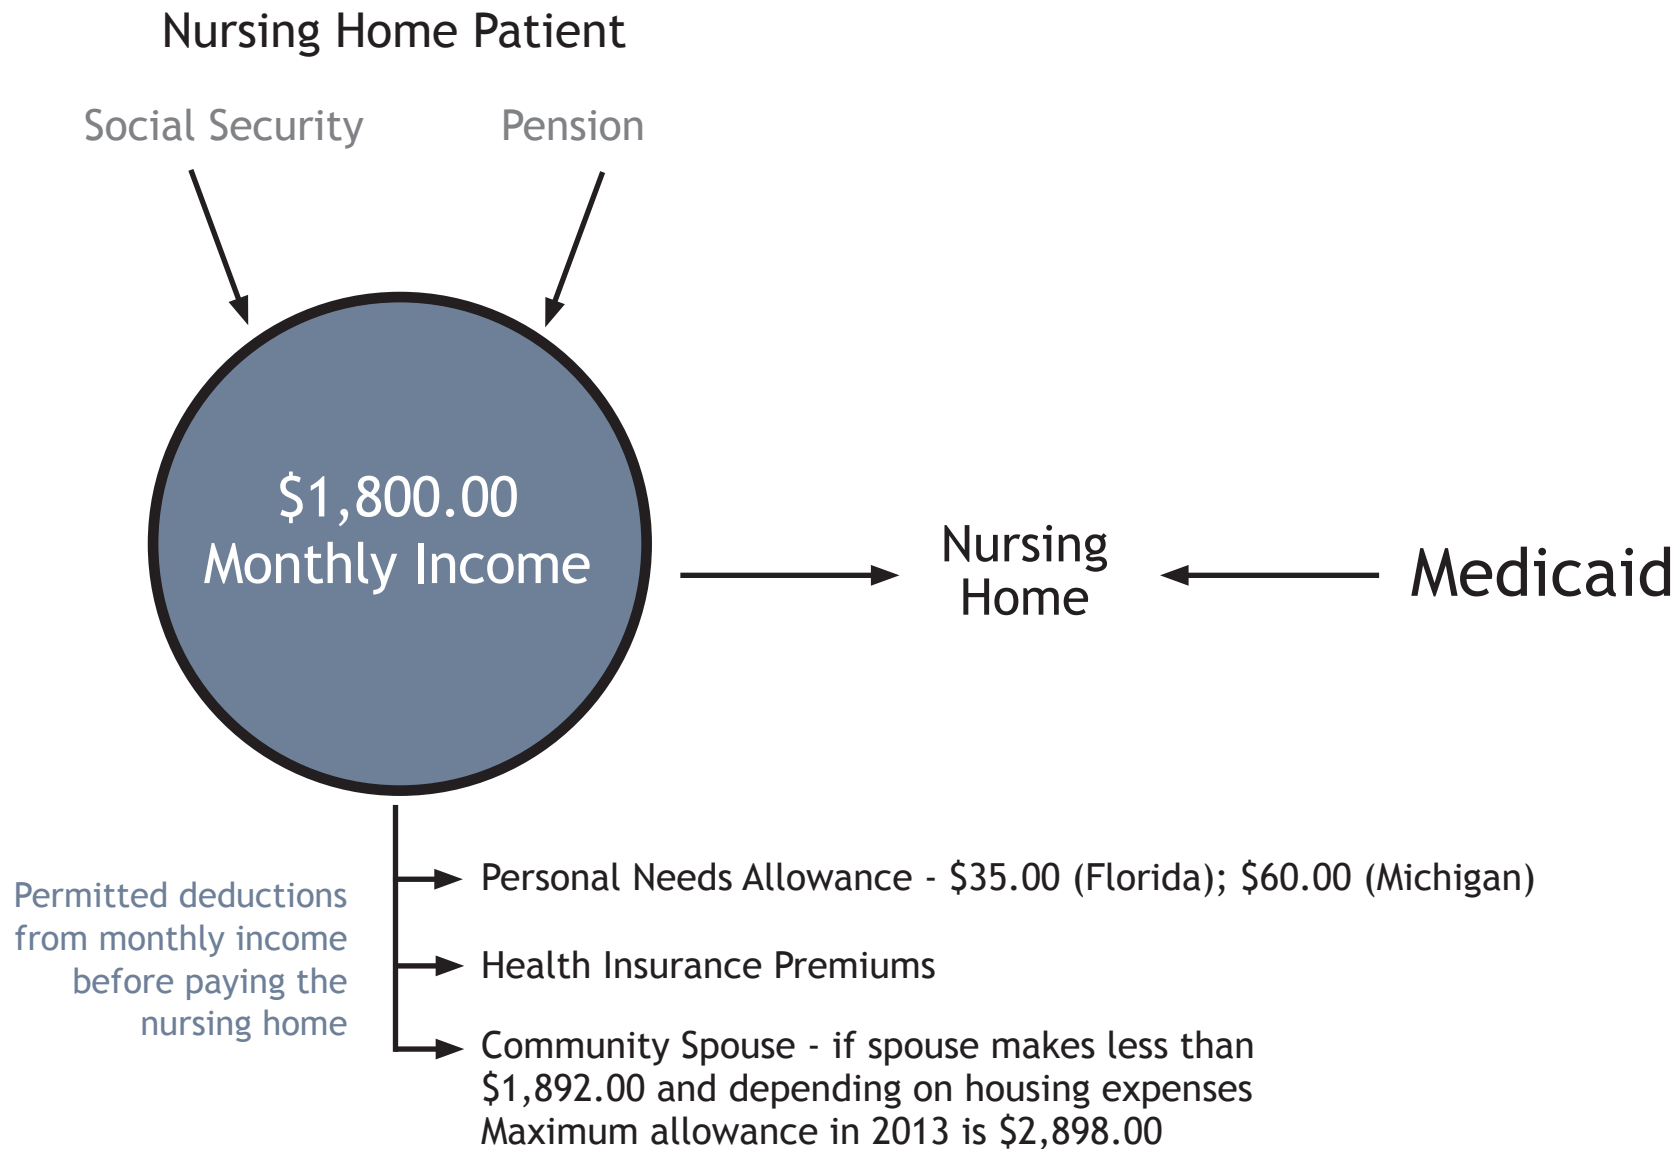 Nursing Home Patient
Social Security
Pension
$1,800.00
Monthly Income
Nursing
Home
Medicaid
Permitted deductions
from monthly income
before paying the
nursing home
Personal Needs Allowance - $35.00 (Florida); $60.00 (Michigan)
Health Insurance Premiums
Community Spouse - if spouse makes less than
$1,892.00 and depending on housing expenses
Maximum allowance in 2013 is $2,898.00